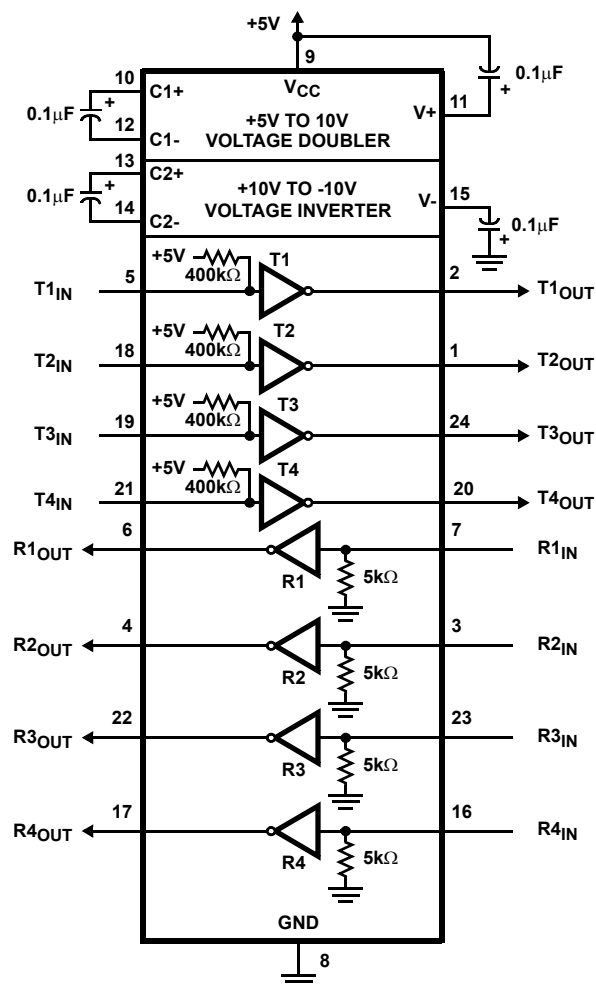 +5V
9
10
C1+
VCC
0.1μF
+
12
C1-
+5V TO 10V
VOLTAGE DOUBLER
V+
11
0.1μF
+
13
C2+
0.1μF
+
14
C2-
+10V TO -10V
VOLTAGE INVERTER
V-
15
0.1μF
+
+5V
400kΩ
T1
T1IN
5
2
T1OUT
+5V
400kΩ
T2
T2IN
18
1
T2OUT
+5V
400kΩ
T3
T3IN
19
24
T3OUT
+5V
400kΩ
T4
T4IN
21
20
T4OUT
R1OUT
6
7
R1IN
R1
5kΩ
R2OUT
4
3
R2IN
R2
5kΩ
R3OUT
22
23
R3IN
R3
5kΩ
R4OUT
17
16
R4IN
R4
5kΩ
GND
8